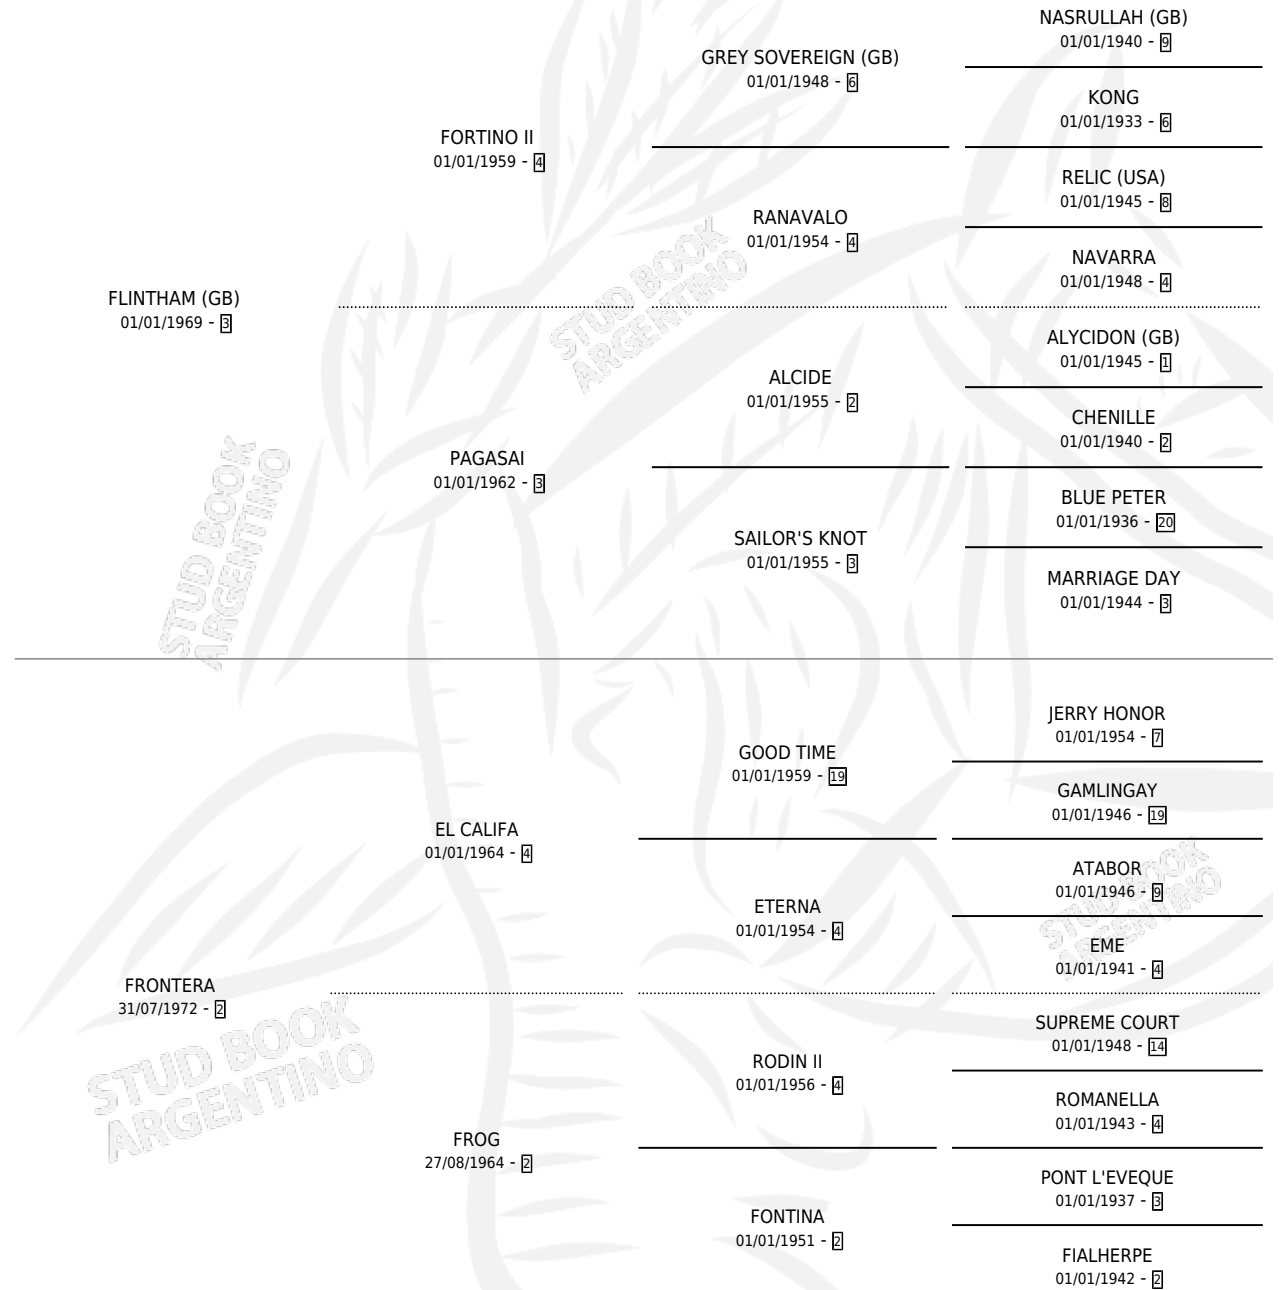 NASRULLAH (GB)
01/01/1940 - 9
GREY SOVEREIGN (GB)
01/01/1948 - 6
KONG
01/01/1933 - 6
FORTINO II
01/01/1959 - 4
RELIC (USA)
01/01/1945 - 8
RANAVALO
01/01/1954 - 4
NAVARRA
01/01/1948 - 4
FLINTHAM (GB)
01/01/1969 - 3
STUD BOOK
ARGENTINO
ALYCIDON (GB)
01/01/1945 - 1
ALCIDE
01/01/1955 - 2
CHENILLE
01/01/1940 - 2
PAGASAI
01/01/1962 - 3
BLUE PETER
01/01/1936 - 20
SAILOR'S KNOT
01/01/1955 - 3
MARRIAGE DAY
01/01/1944 - 3
STUD BOOK
ARGENTINO
JERRY HONOR
01/01/1954 - 7
GOOD TIME
01/01/1959 - 19
GAMLINGAY
01/01/1946 - 19
EL CALIFA
01/01/1964 - 4
ATABOR
01/01/1946 - 9
ETERNA
01/01/1954 - 4
STUD BOOK
ARGENTINO
EME
01/01/1941 - 4
FRONTERA
31/07/1972 - 2
STUD BOOK
ARGENTINO
SUPREME COURT
01/01/1948 - 14
RODIN II
01/01/1956 - 4
ROMANELLA
01/01/1943 - 4
FROG
27/08/1964 - 2
PONT L'EVEQUE
01/01/1937 - 3
FONTINA
01/01/1951 - 2
FIALHERPE
01/01/1942 - 2